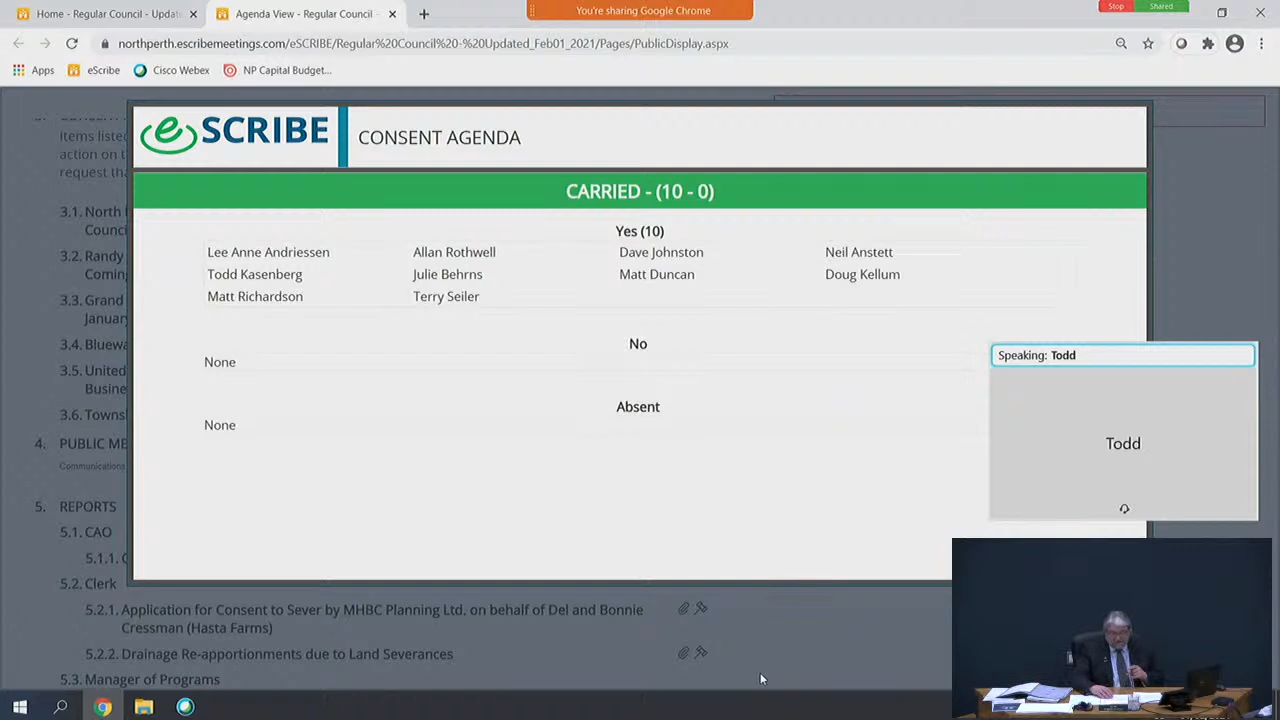 Home - Regular Council - Updat
Agenda View - Regular Council -
You're sharing Google Chrome
Stop
Shared
northperth.escribemeetings.com/eSCRIBE/Regular%20Council%20-%20Updated_Feb01_2021/Pages/PublicDisplay.aspx
Apps
eScribe
Cisco Webex
NP Capital Budget...
eSCRIBE
CONSENT AGENDA
CARRIED - (10 - 0)
Yes (10)
Lee Anne Andriessen Allan Rothwell Dave Johnston Neil Anstett
Todd Kasenberg Julie Behrns Matt Duncan Doug Kellum
Matt Richardson Terry Seiler
No
None
Absent
None
Speaking: Todd
Todd
Items liste
action on t
request tha
3.1. North
Counc
3.2. Randy
Comin
3.3. Grand
Januar
3.4. Bluewa
3.5. United
Busine
3.6. Towns
4. PUBLIC ME
Communications
5. REPORTS
5.1. CAO
5.1.1.
5.2. Clerk
5.2.1. Application for Consent to Sever by MHBC Planning Ltd. on behalf of Del and Bonnie
Cressman (Hasta Farms)
5.2.2. Drainage Re-apportionments due to Land Severances
5.3. Manager of Programs